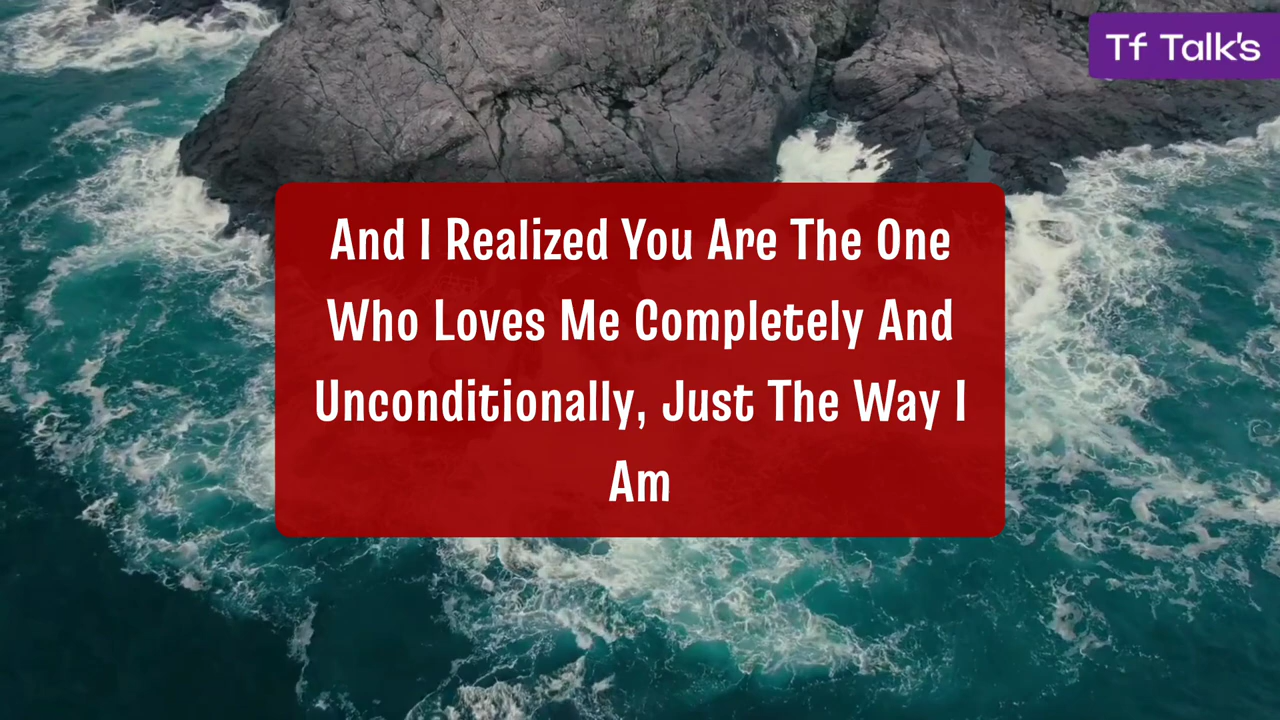 Tf Talk's
And I Realized You Are The One
Who Loves Me Completely And
Unconditionally, Just The Way I
Am